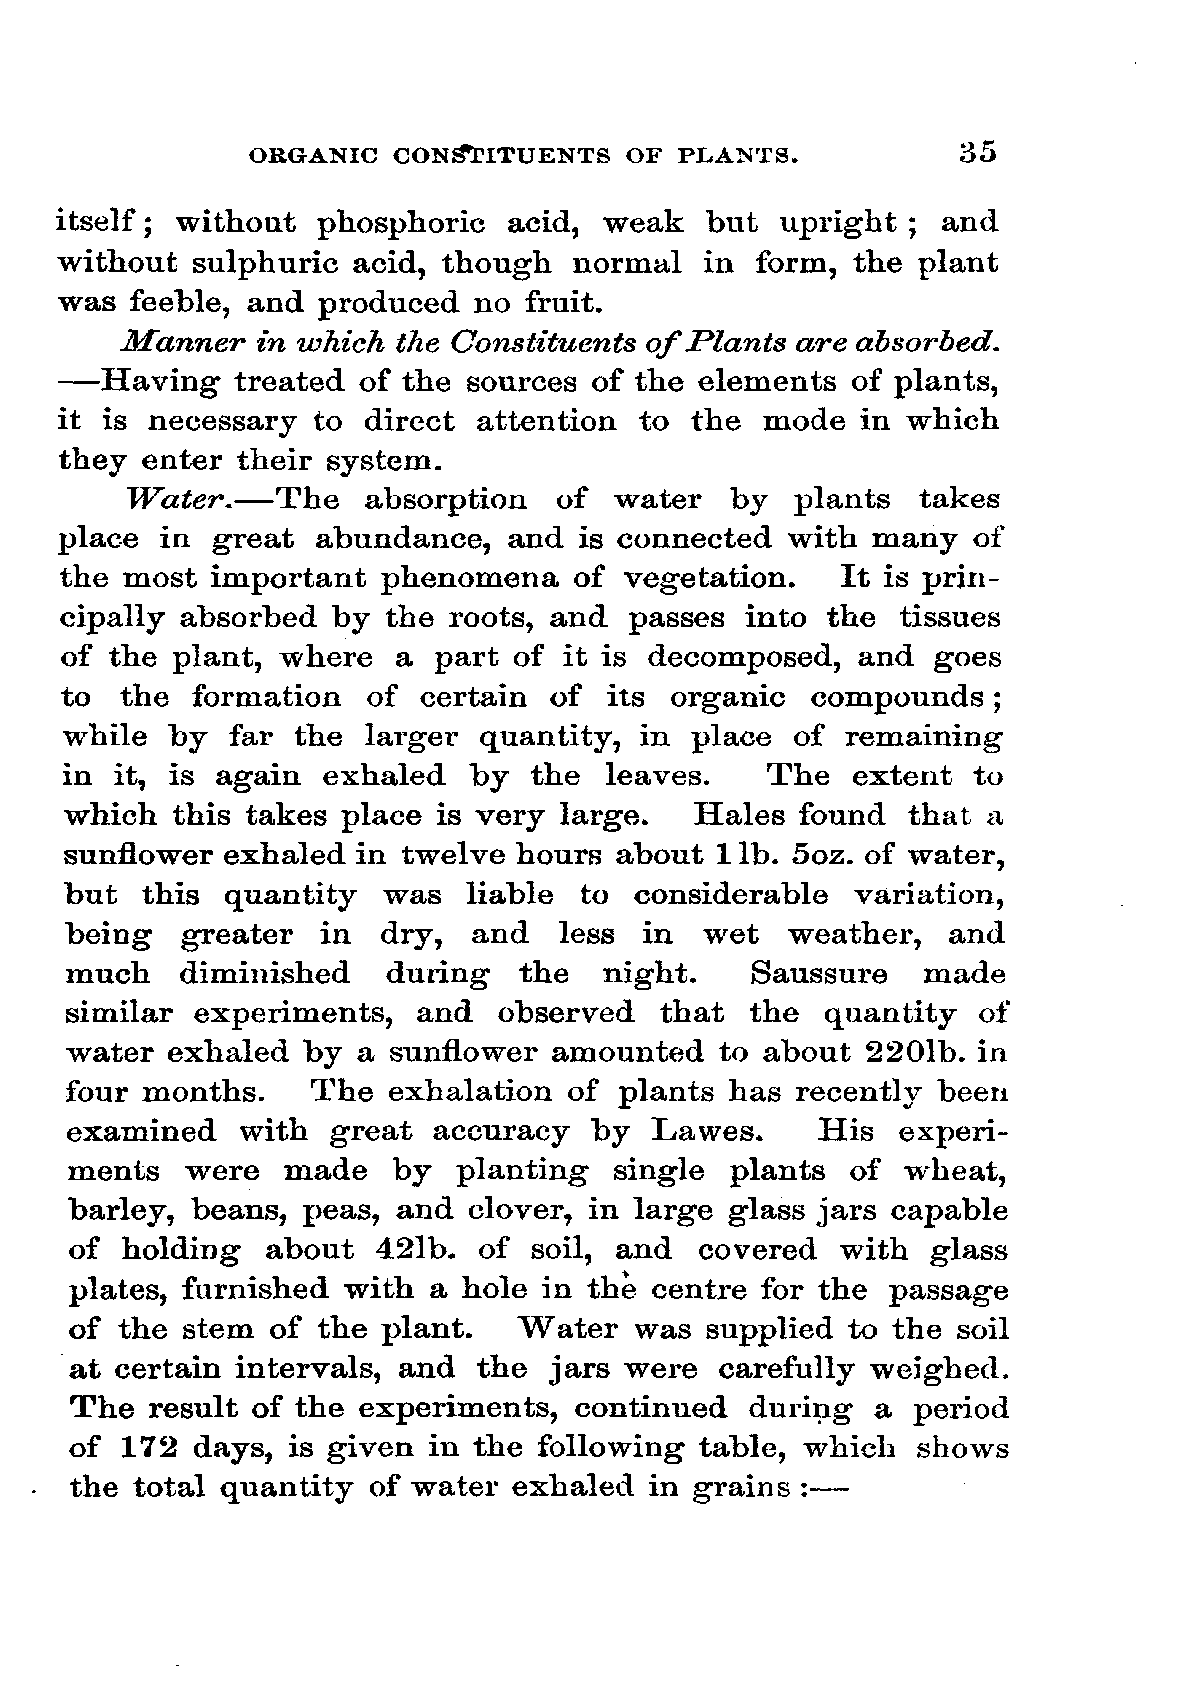 ORGANIC CONSTITUENTS OF PLANTS. 35
itself; without phosphoric acid, weak but upright; and
without sulphuric acid, though normal in form, the plant
was feeble, and produced no fruit.
Manner in which the Constituents of Plants are absorbed.
—Having treated of the sources of the elements of plants,
it is necessary to direct attention to the mode in which
they enter their system.
Water.—The absorption of water by plants takes
place in great abundance, and is connected with many of
the most important phenomena of vegetation. It is prin-
cipally absorbed by the roots, and passes into the tissues
of the plant, where a part of it is decomposed, and goes
to the formation of certain of its organic compounds;
while by far the larger quantity, in place of remaining
in it, is again exhaled by the leaves. The extent to
which this takes place is very large. Hales found that a
sunflower exhaled in twelve hours about 1 lb. 5oz. of water,
but this quantity was liable to considerable variation,
being greater in dry, and less in wet weather, and
much diminished during the night. Saussure made
similar experiments, and observed that the quantity of
water exhaled by a sunflower amounted to about 220lb. in
four months. The exhalation of plants has recently been
examined with great accuracy by Lawes. His experi-
ments were made by planting single plants of wheat,
barley, beans, peas, and clover, in large glass jars capable
of holding about 42lb. of soil, and covered with glass
plates, furnished with a hole in the centre for the passage
of the stem of the plant. Water was supplied to the soil
at certain intervals, and the jars were carefully weighed.
The result of the experiments, continued during a period
of 172 days, is given in the following table, which shows
the total quantity of water exhaled in grains:—